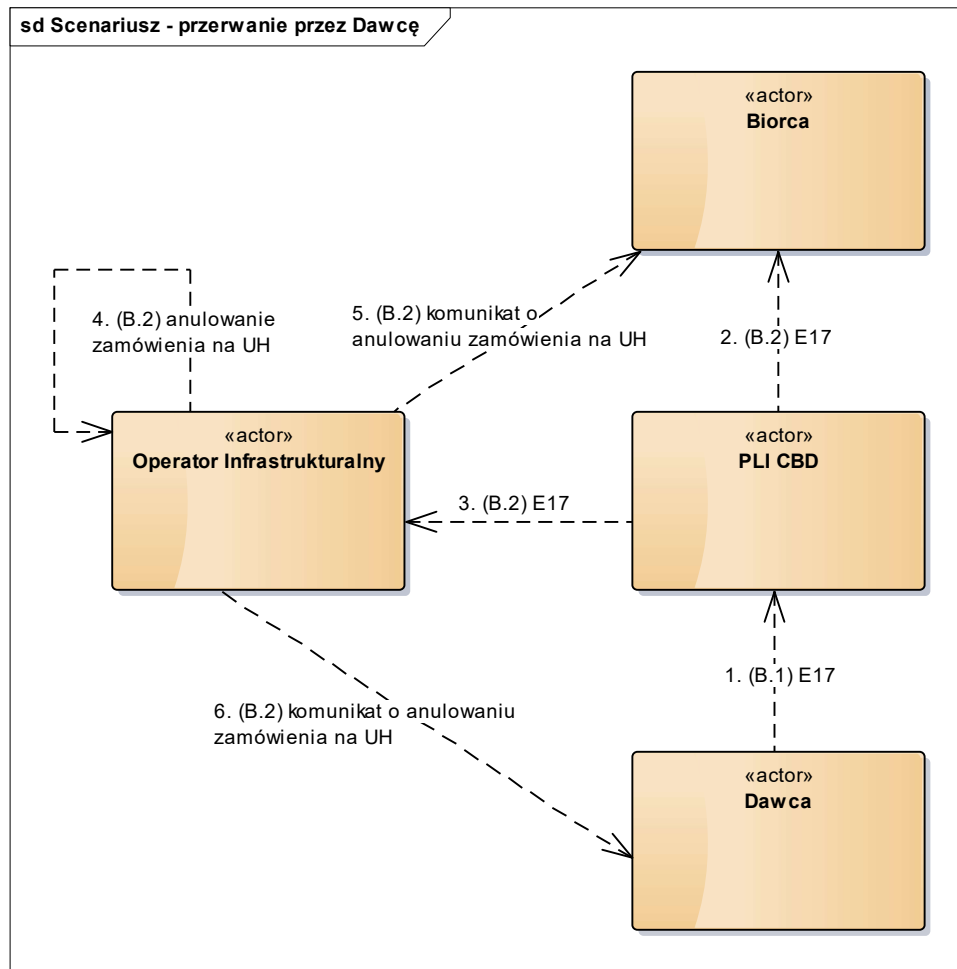 sd Scenariusz - przerwanie przez Dawcę
«actor»
Biorca
4. (B.2) anulowanie
zamówienia na UH
5. (B.2) komunikat o
anulowaniu zamówienia na UH
2. (B.2) E17
«actor»
Operator Infrastrukturalny
«actor»
PLI CBD
3. (B.2) E17
1. (B.1) E17
6. (B.2) komunikat o anulowaniu
zamówienia na UH
«actor»
Dawca